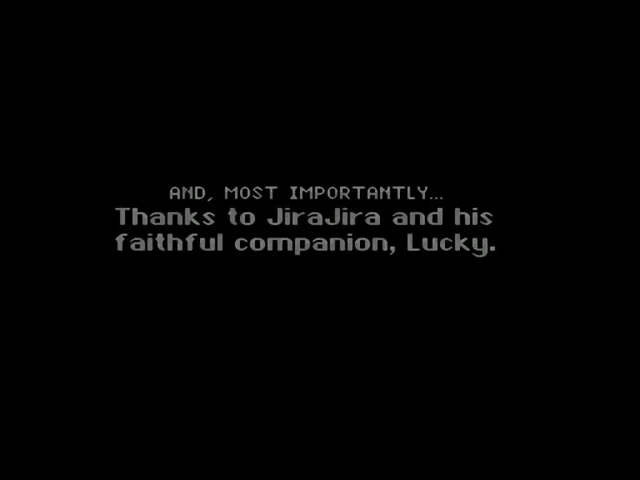 AND, MOST IMPORTANTLY...
Thanks to JiraJira and his
faithful companion, Lucky.